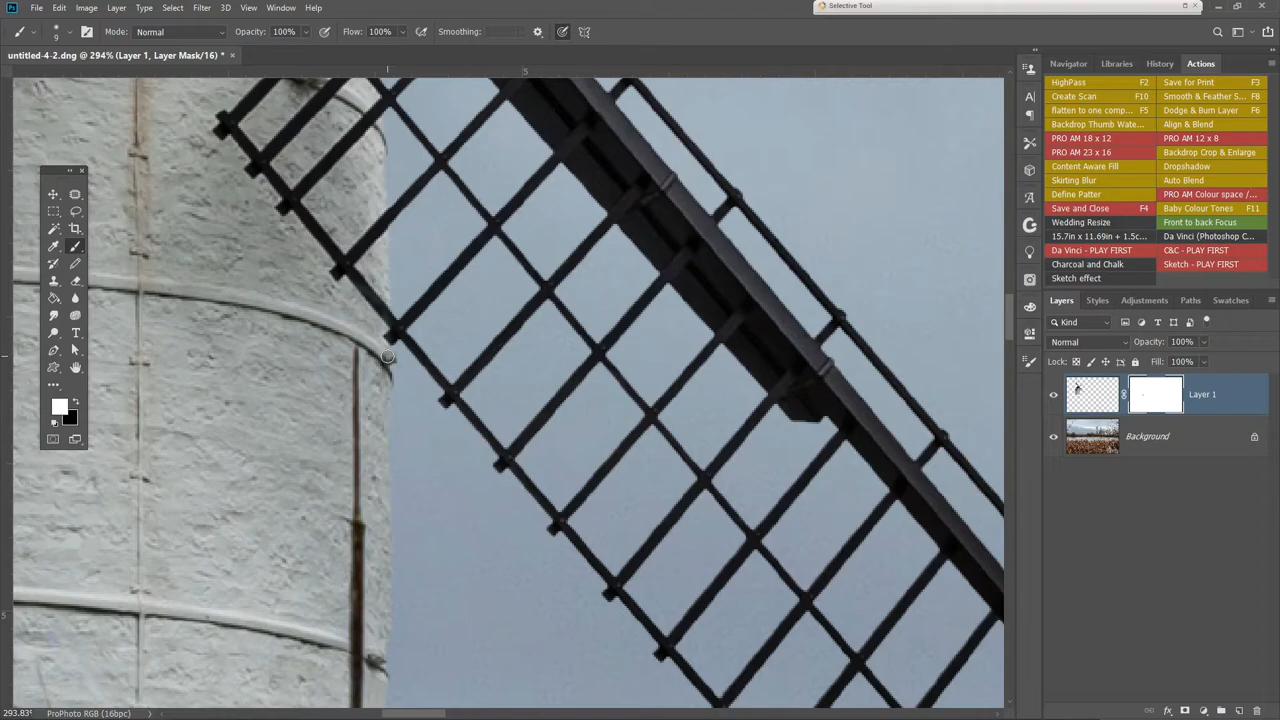 Selective Tool
File Edit Image Layer Type Select Filter 3D View Window Help
9 Mode: Normal Opacity: 100% Flow: 100% Smoothing:
untitled-4-2.dng @ 294% (Layer 1, Layer Mask/16) * ×
5
5
Navigator Libraries History Actions
HighPass F2 Save for Print F3
Create Scan F10 Smooth & Feather S... F8
flatten to one comp... F5 Dodge & Burn Layer F6
Backdrop Thumb Wate... Align & Blend
PRO AM 18 x 12 PRO AM 12 x 8
PRO AM 23 x 16 Backdrop Crop & Enlarge
Content Aware Fill Dropshadow
Skirting Blur Auto Blend
Define Patter PRO AM Colour space /...
Save and Close F4 Baby Colour Tones F11
Wedding Resize Front to back Focus
15.7in x 11.69in + 1.5c... Da Vinci (Photoshop C...
Da Vinci - PLAY FIRST C&C - PLAY FIRST
Charcoal and Chalk Sketch - PLAY FIRST
Sketch effect
Layers Styles Adjustments Paths Swatches
Kind
Normal Opacity: 100%
Lock: Fill: 100%
Layer 1
Background
293.83% ProPhoto RGB (16bpc)